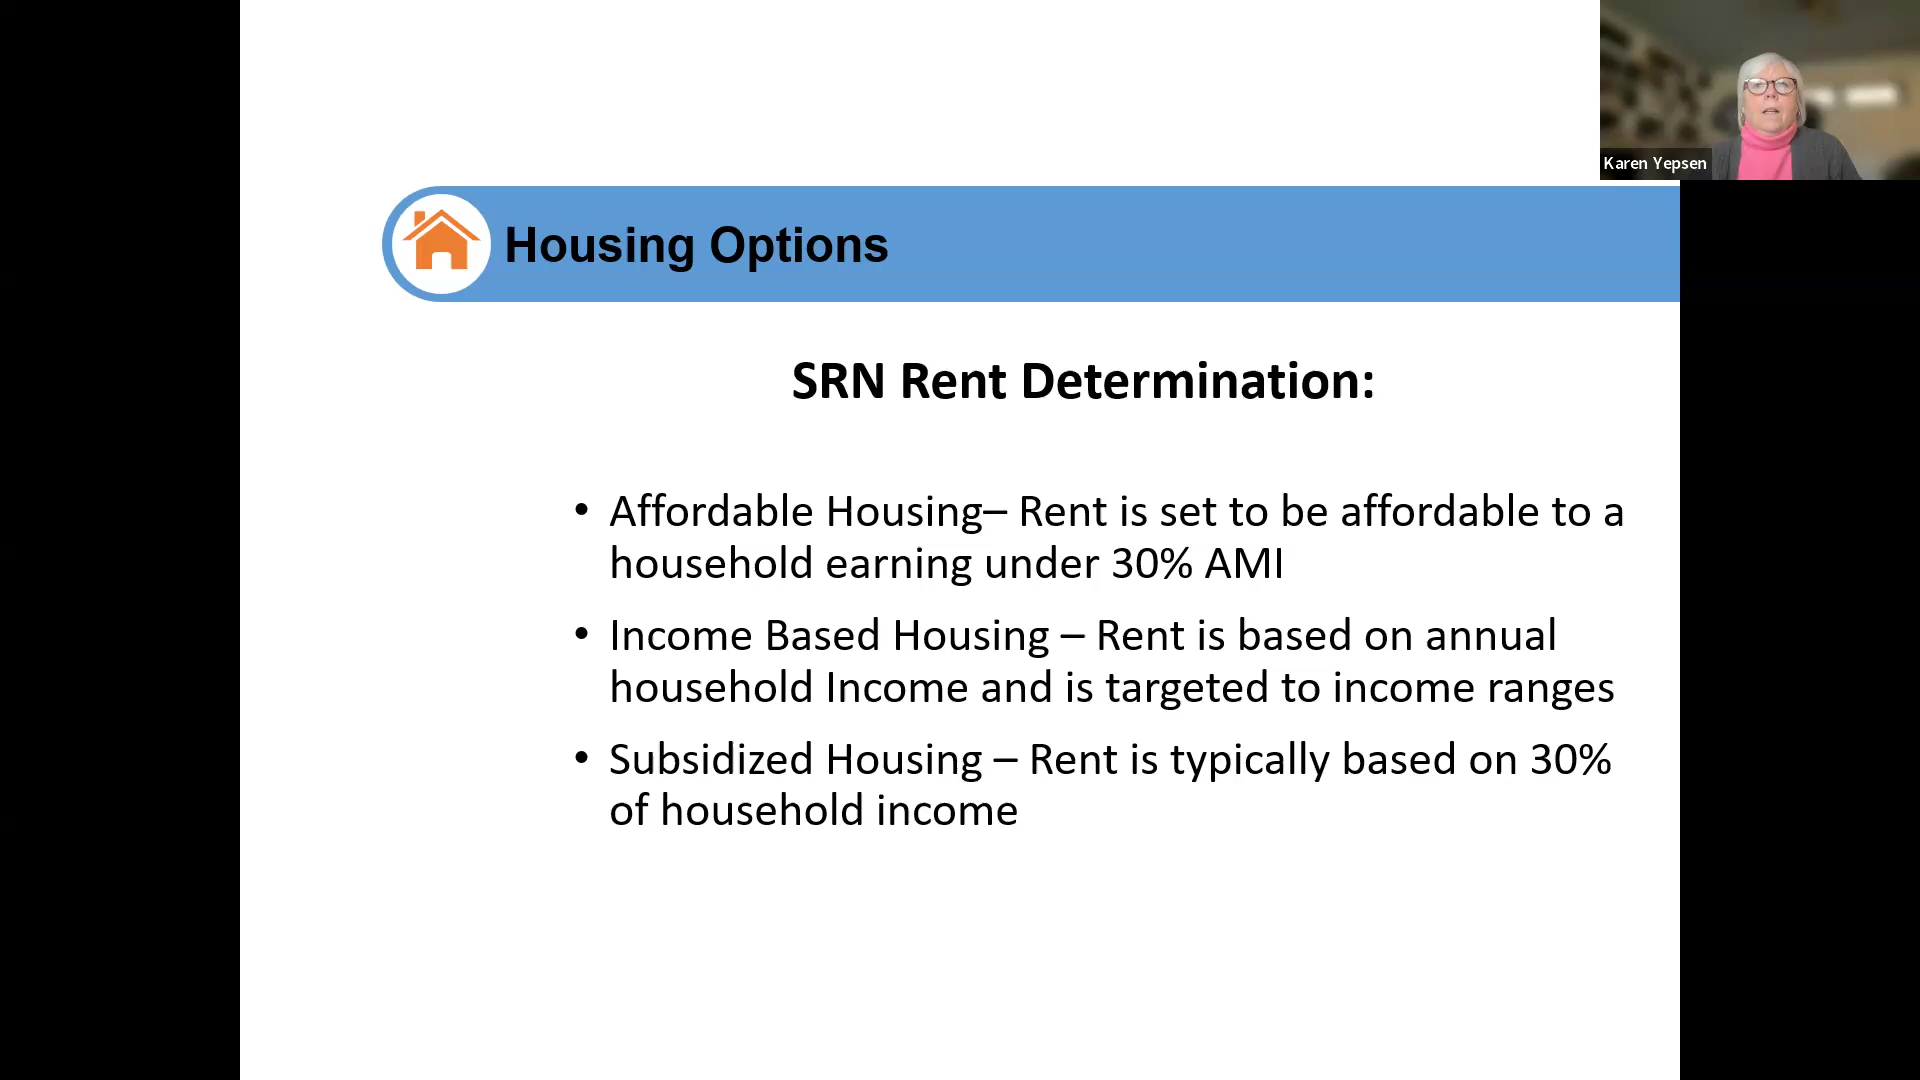 Karen Yepsen
Housing Options
SRN Rent Determination:
• Affordable Housing– Rent is set to be affordable to a
household earning under 30% AMI
• Income Based Housing – Rent is based on annual
household Income and is targeted to income ranges
• Subsidized Housing – Rent is typically based on 30%
of household income